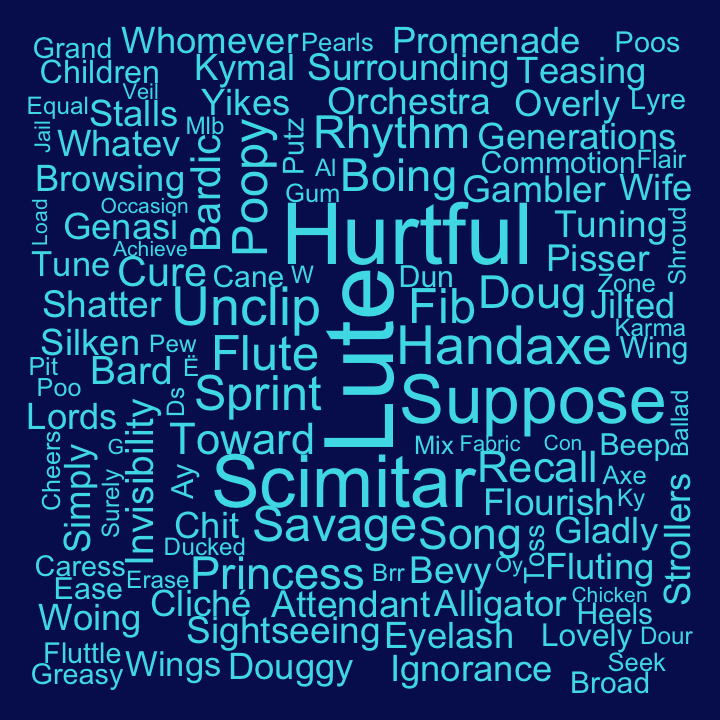 Grand Whomever Pearls Promenade Poos
Children Veil Kymal Surrounding Teasing
Equal Stalls Yikes Orchestra Overly Lyre
Jail Whatev Mlb Bardic Poopy Putz Rhythm Generations
Al Boing Commotion Flair
Browsing Gum Gambler Wife
Load Occasion Genasi Achieve Hurtful Tuning Shroud
Tune Cure Cane W Lute Dun Pisser
Shatter Unclip Fib Doug Zone Jilted
Silken Pew Flute Handaxe Karma Wing
Pit Bard Ë
Poo Ds Sprint Suppose Ballad
Lords Toward Mix Fabric Con Beep
Cheers Simply G Surely Invisibility Ay Scimitar Recall Axe
Flourish Ky Strollers
Chit Savage Song Toss Gladly
Ducked
Caress Princess Brr Bevy Oy Fluting
Ease Erase Cliché Attendant Alligator Chicken
Woing Heels
Sightseeing Eyelash Lovely Dour
Fluttle Wings Douggy Ignorance Seek
Greasy Broad